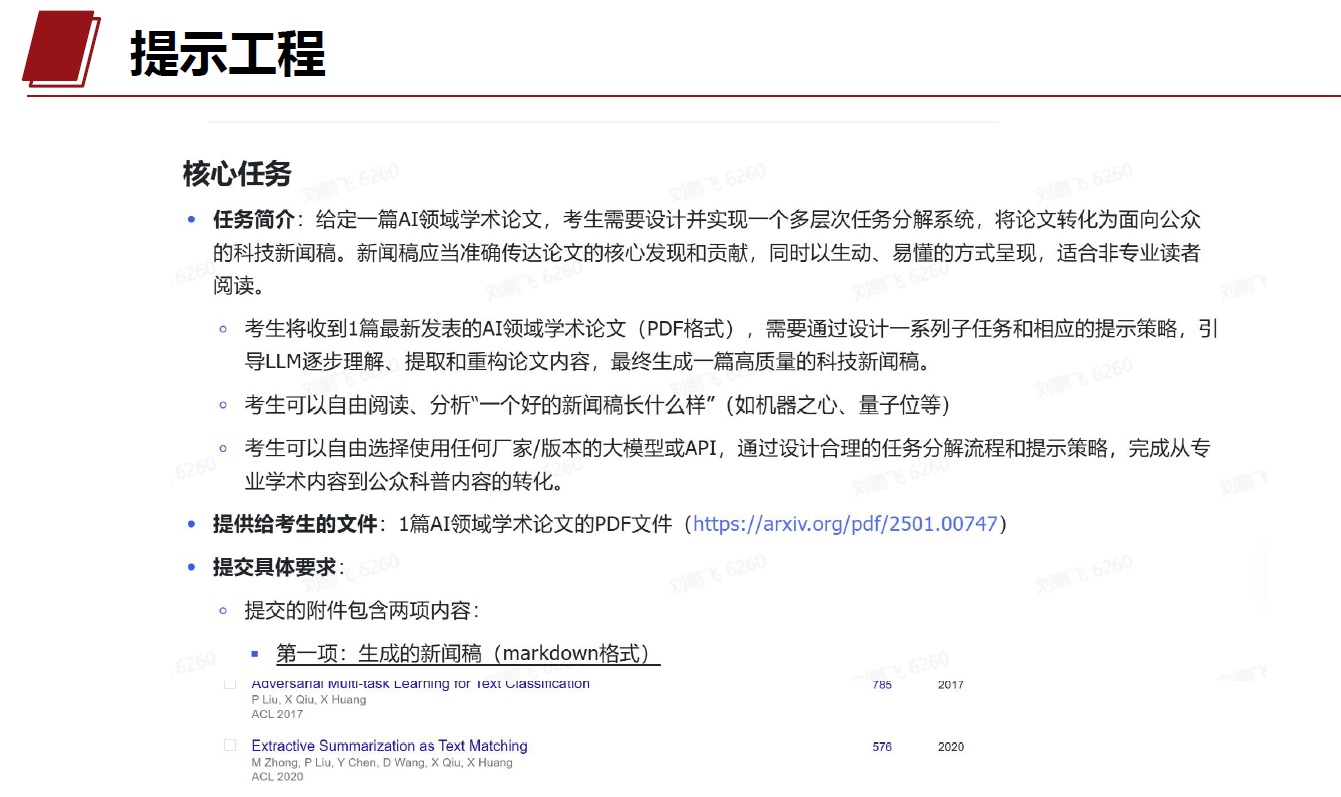 提示工程
核心任务
任务简介：给定一篇AI领域学术论文，考生需要设计并实现一个多层次任务分解系统，将论文转化为面向公众
的科技新闻稿。新闻稿应当准确传达论文的核心发现和贡献，同时以生动、易懂的方式呈现，适合非专业读者
阅读。
考生将收到1篇最新发表的AI领域学术论文（PDF格式），需要通过设计一系列子任务和相应的提示策略，引
导LLM逐步理解、提取和重构论文内容，最终生成一篇高质量的科技新闻稿。
考生可以自由阅读、分析“一个好的新闻稿长什么样”（如机器之心、量子位等）
考生可以自由选择使用任何厂家/版本的大模型或API，通过设计合理的任务分解流程和提示策略，完成从专
业学术内容到公众科普内容的转化。
提供给考生的文件：1篇AI领域学术论文的PDF文件（https://arxiv.org/pdf/2501.00747）
提交具体要求：
提交的附件包含两项内容：
第一项：生成的新闻稿（markdown格式）
Adversarial Multi-task Learning for Text Classification 785 2017
P Liu, X Qiu, X Huang
ACL 2017
Extractive Summarization as Text Matching 576 2020
M Zhong, P Liu, Y Chen, D Wang, X Qiu, X Huang
ACL 2020
刘鹏飞 6260